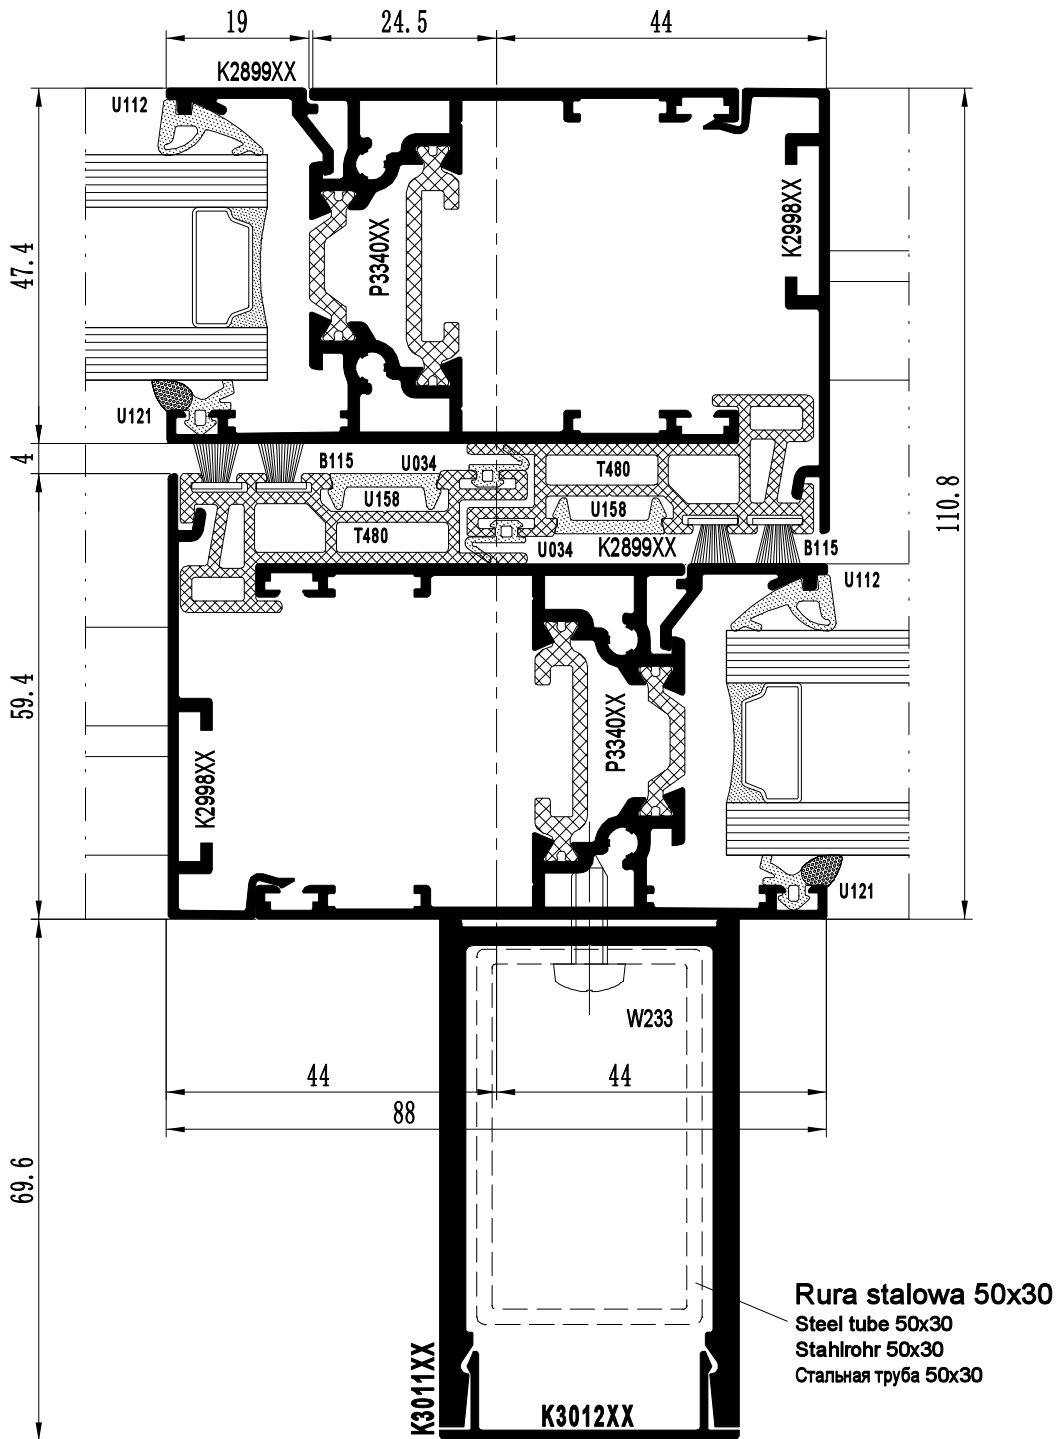 19
24.5
44
K2899XX
U112
47.4
P3340XX
K2998XX
U121
4
B115
U034
T480
110.8
U158
U158
T480
U034
K2899XX
B115
U112
59.4
P3340XX
K2998XX
U121
W233
44
44
88
69.6
Rura stalowa 50x30
Steel tube 50x30
Stahlrohr 50x30
Стальная труба 50x30
K3011XX
K3012XX